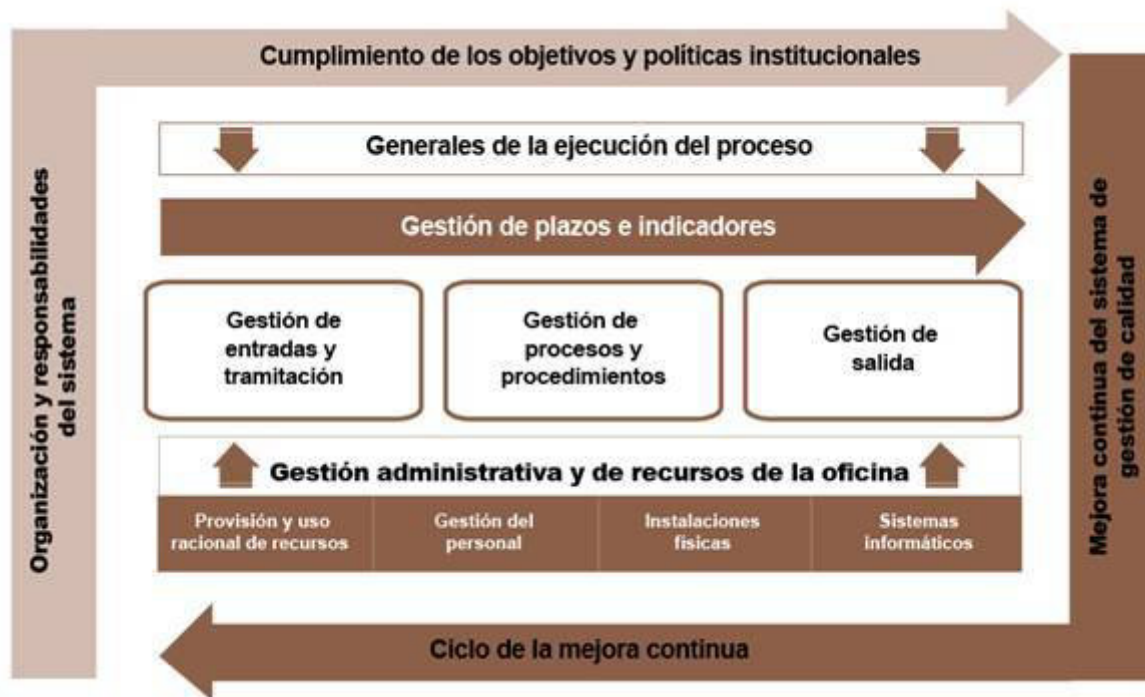 Cumplimiento de los objetivos y políticas institucionales
Organización y responsabilidades
del sistema
Generales de la ejecución del proceso
Gestión de plazos e indicadores
Gestión de
entradas y
tramitación
Gestión de
procesos y
procedimientos
Gestión de
salida
Gestión administrativa y de recursos de la oficina
Provisión y uso
racional de recursos
Gestión del
personal
Instalaciones
físicas
Sistemas
informáticos
Mejora continua del sistema de
gestión de calidad
Ciclo de la mejora continua